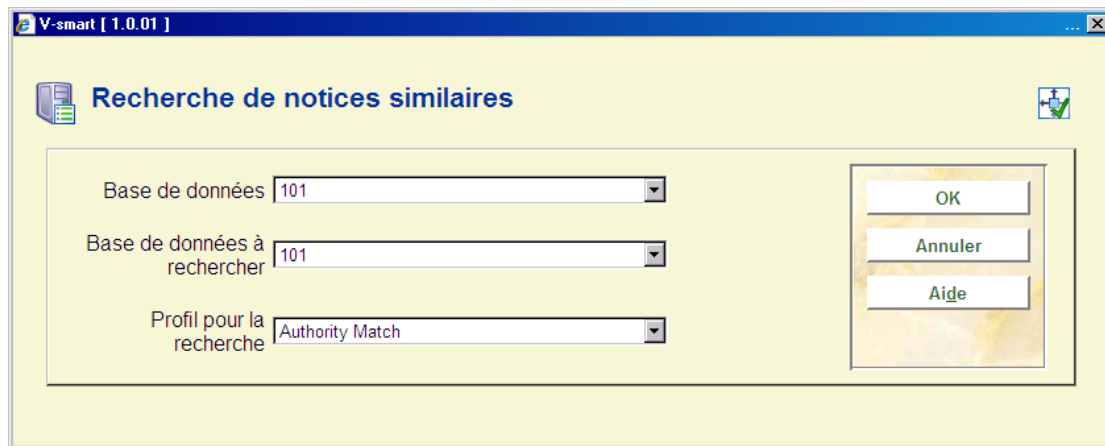 V-smart [ 1.0.01 ]
...
Recherche de notices similaires
Base de données 101
Base de données à
rechercher 101
Profil pour la
recherche Authority Match
OK
Annuler
Aide